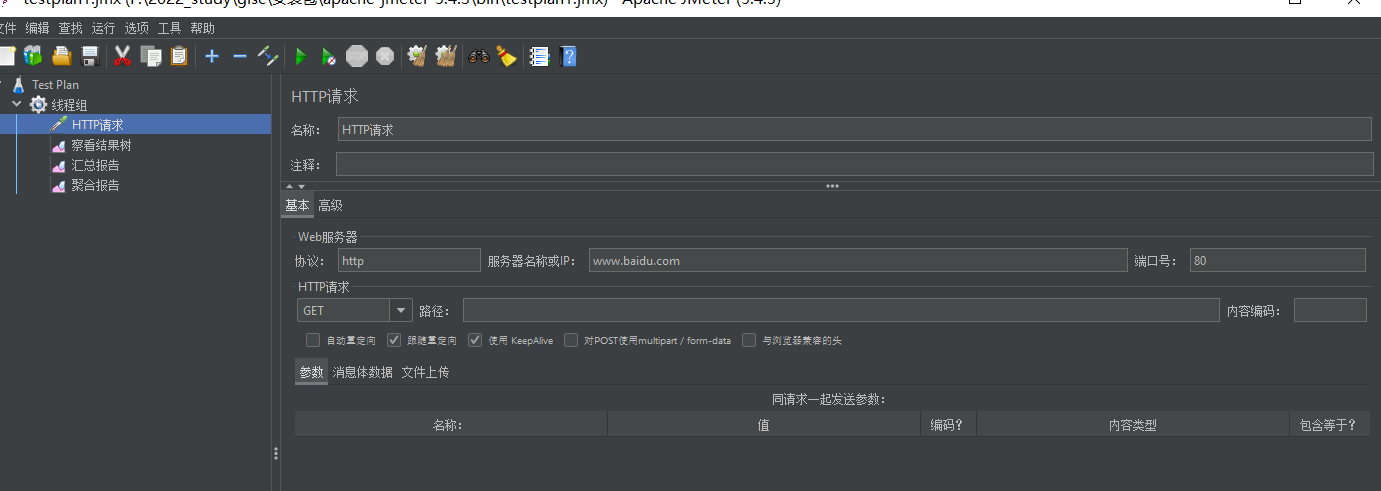 testplan1.jmx (F:\2022_study\gise\安装包\apache-jmeter-5.4.3\bin\testplan1.jmx) - Apache JMeter (5.4.3)
文件 编辑 查找 运行 选项 工具 帮助
STOP
Test Plan
线程组
HTTP请求
察看结果树
汇总报告
聚合报告
HTTP请求
名称： HTTP请求
注释：
基本 高级
Web服务器
协议： http 服务器名称或IP： www.baidu.com 端口号： 80
HTTP请求
GET 路径： 内容编码：
自动重定向 跟随重定向 使用 KeepAlive 对POST使用multipart / form-data 与浏览器兼容的头
参数 消息体数据 文件上传
同请求一起发送参数：
名称： 值 编码？ 内容类型 包含等于？